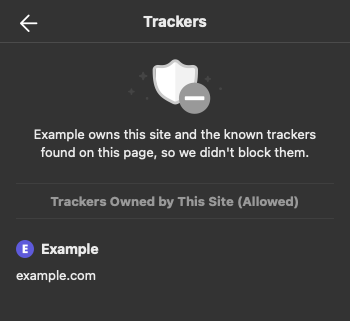 Trackers
Example owns this site and the known trackers
found on this page, so we didn't block them.
Trackers Owned by This Site (Allowed)
E Example
example.com